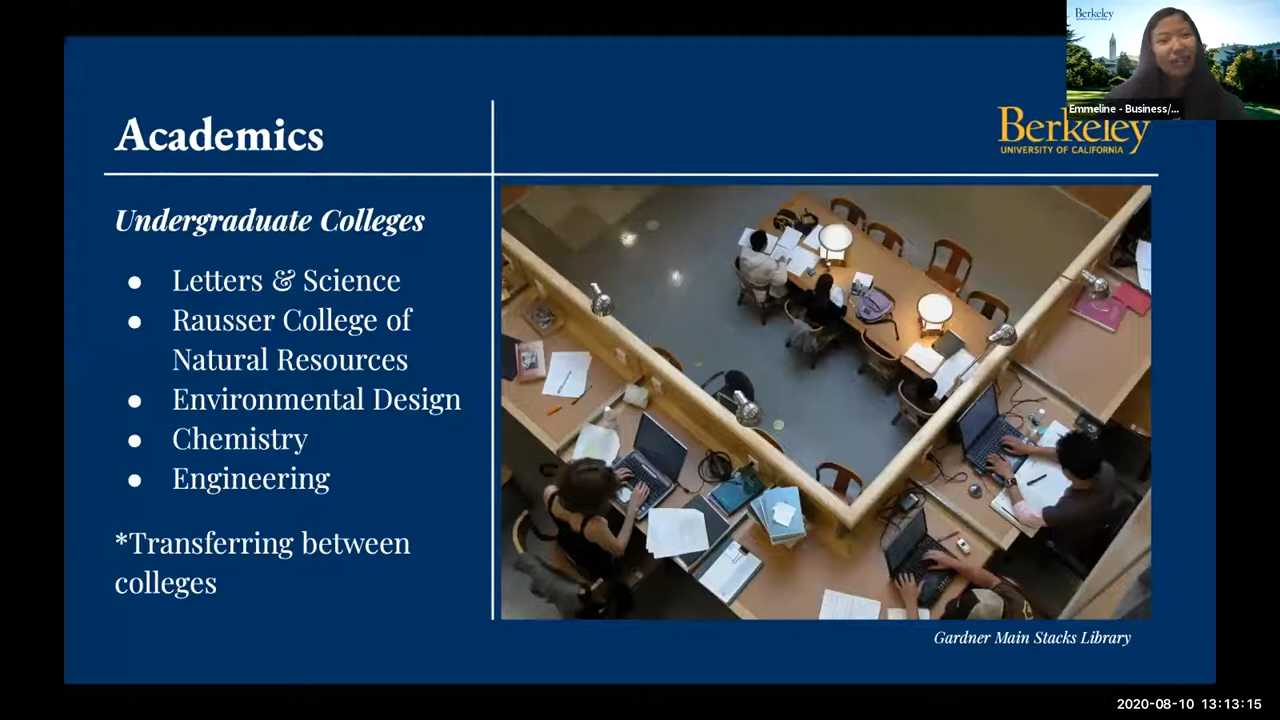 Berkeley
Emmeline - Business/...
Academics
Berkeley
UNIVERSITY OF CALIFORNIA
Undergraduate Colleges
● Letters & Science
● Rausser College of
Natural Resources
● Environmental Design
● Chemistry
● Engineering
*Transferring between
colleges
Gardner Main Stacks Library
2020-08-10 13:13:15